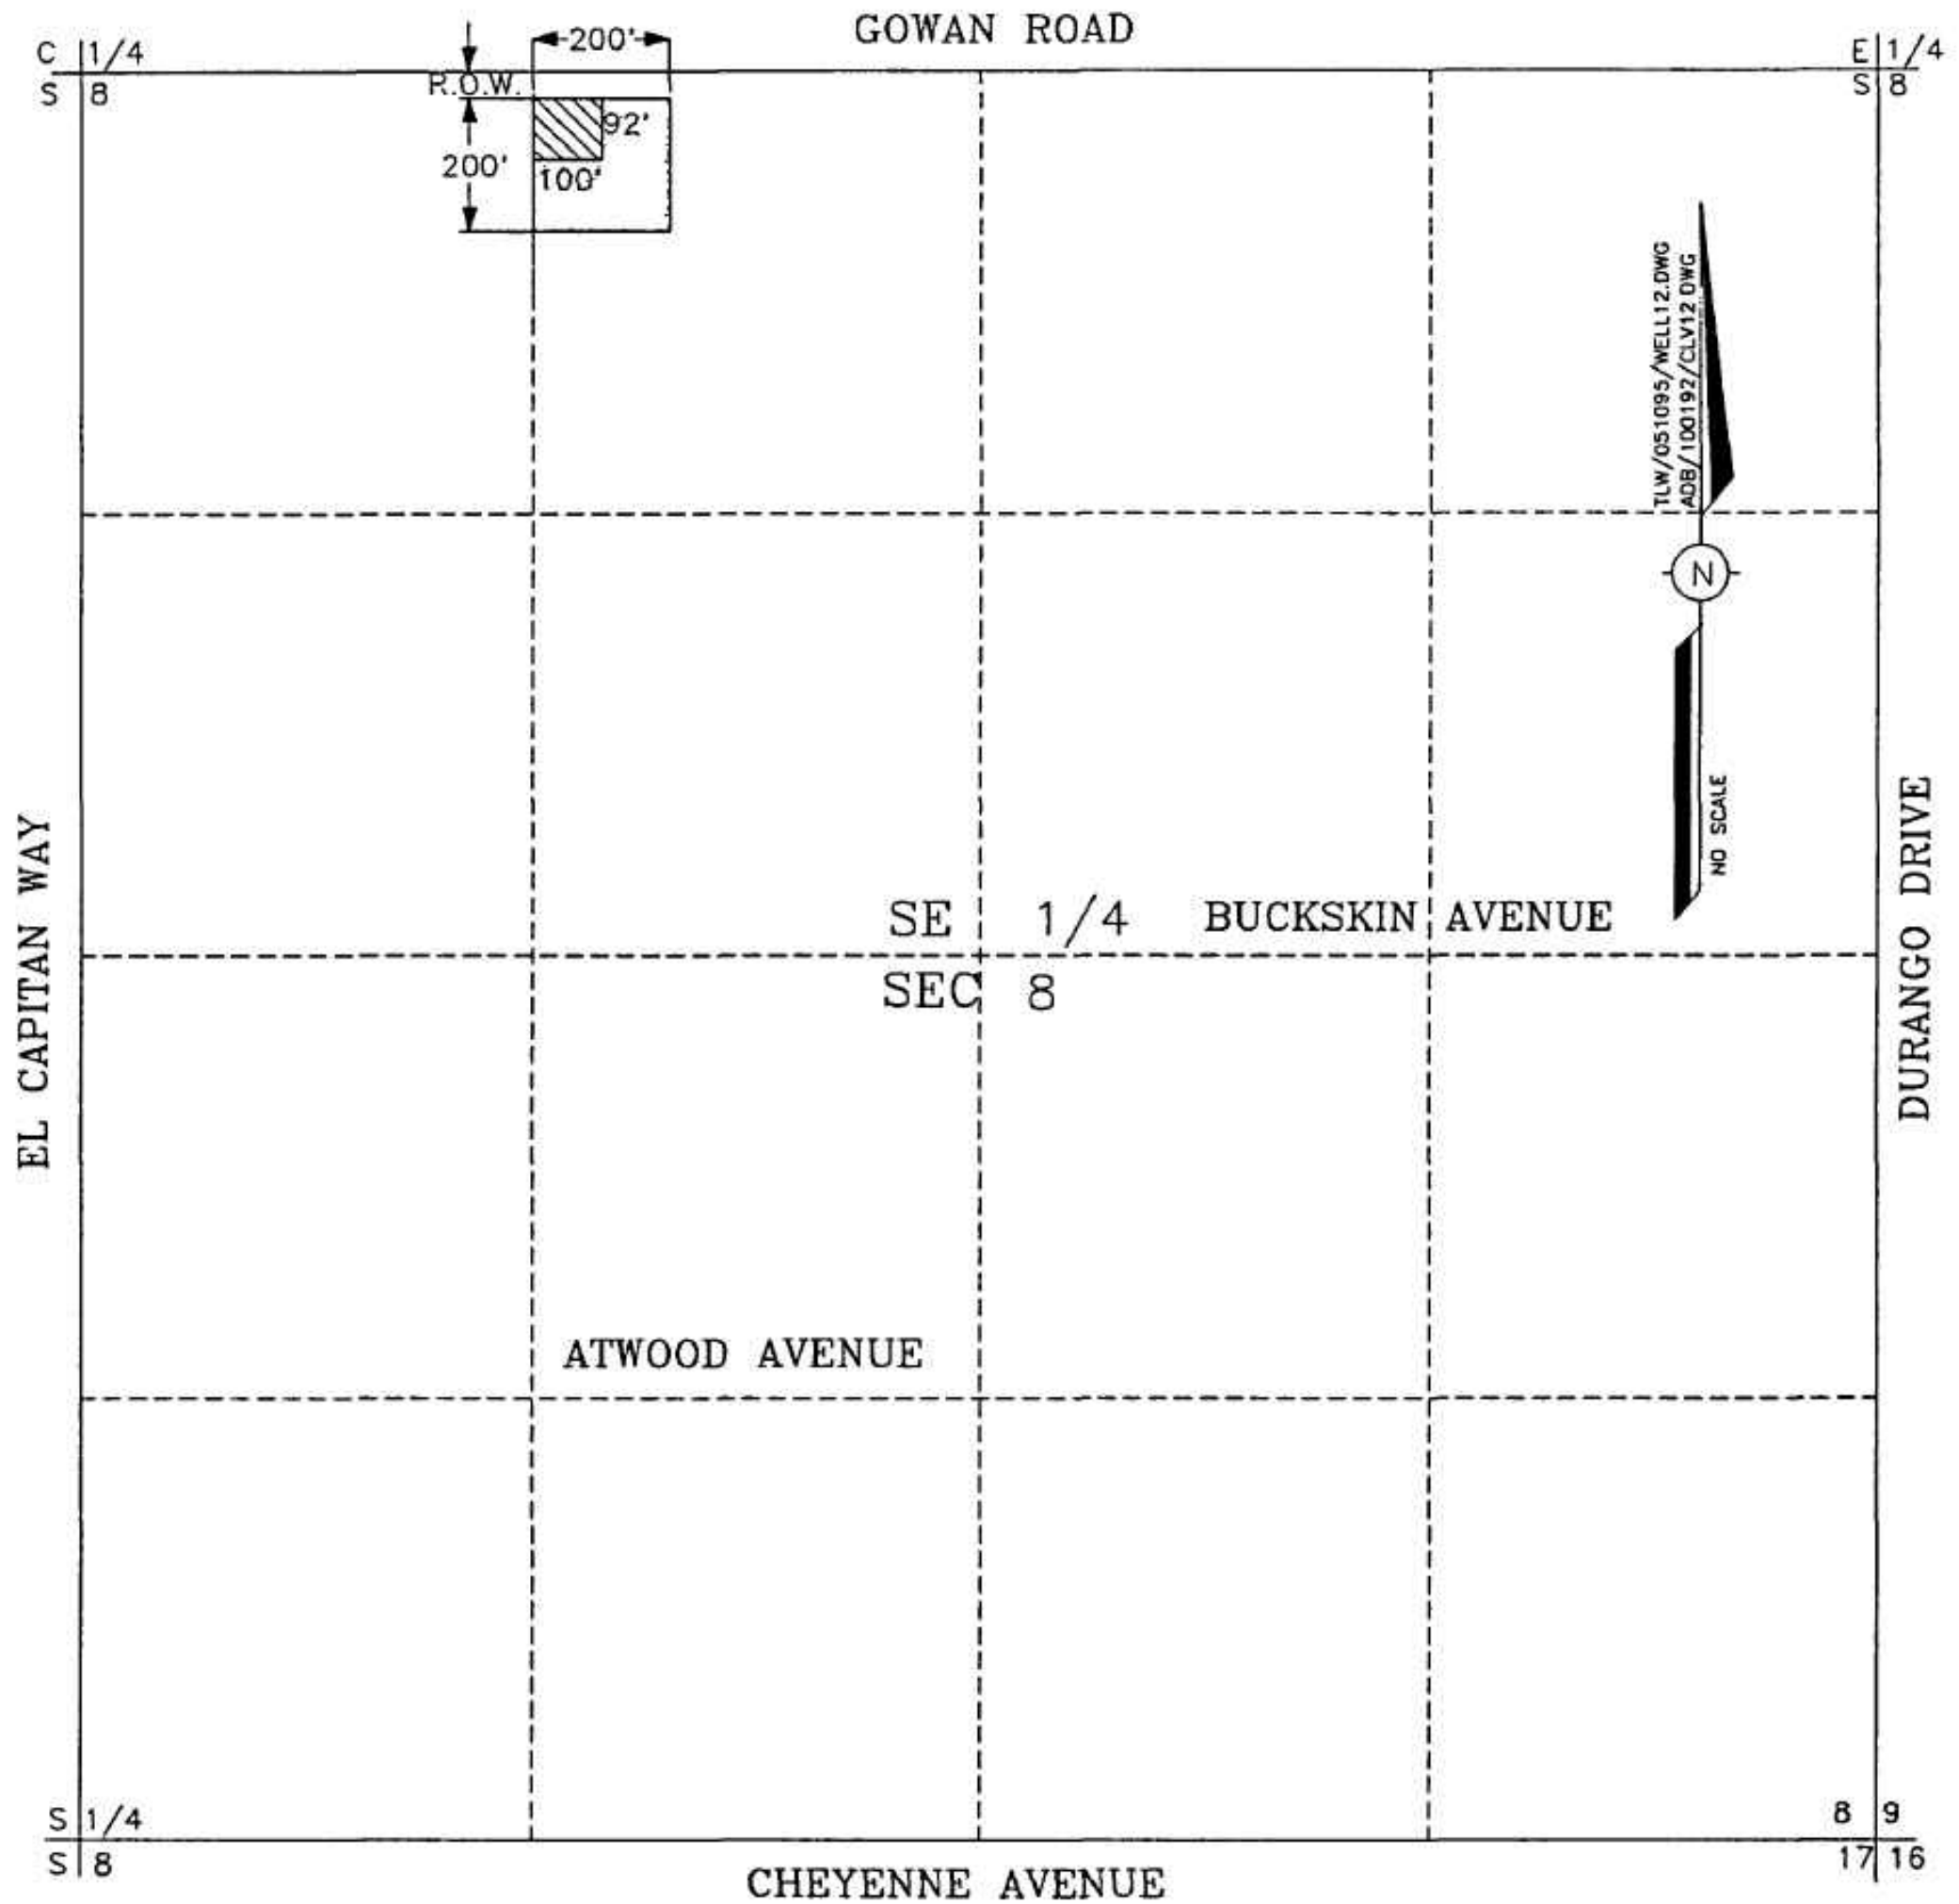 GOWAN ROAD
C 1/4
S 8
200'
E 1/4
S 8
R.O.W.
92'
200'
100'
TLW/051095/WELL12.DWG
ADB/100192/CLV12 DWG
N
NO SCALE
EL CAPITAN WAY
DURANGO DRIVE
SE 1/4
BUCKSKIN AVENUE
SEC 8
ATWOOD AVENUE
S 1/4
S 8
8 9
17 16
CHEYENNE AVENUE